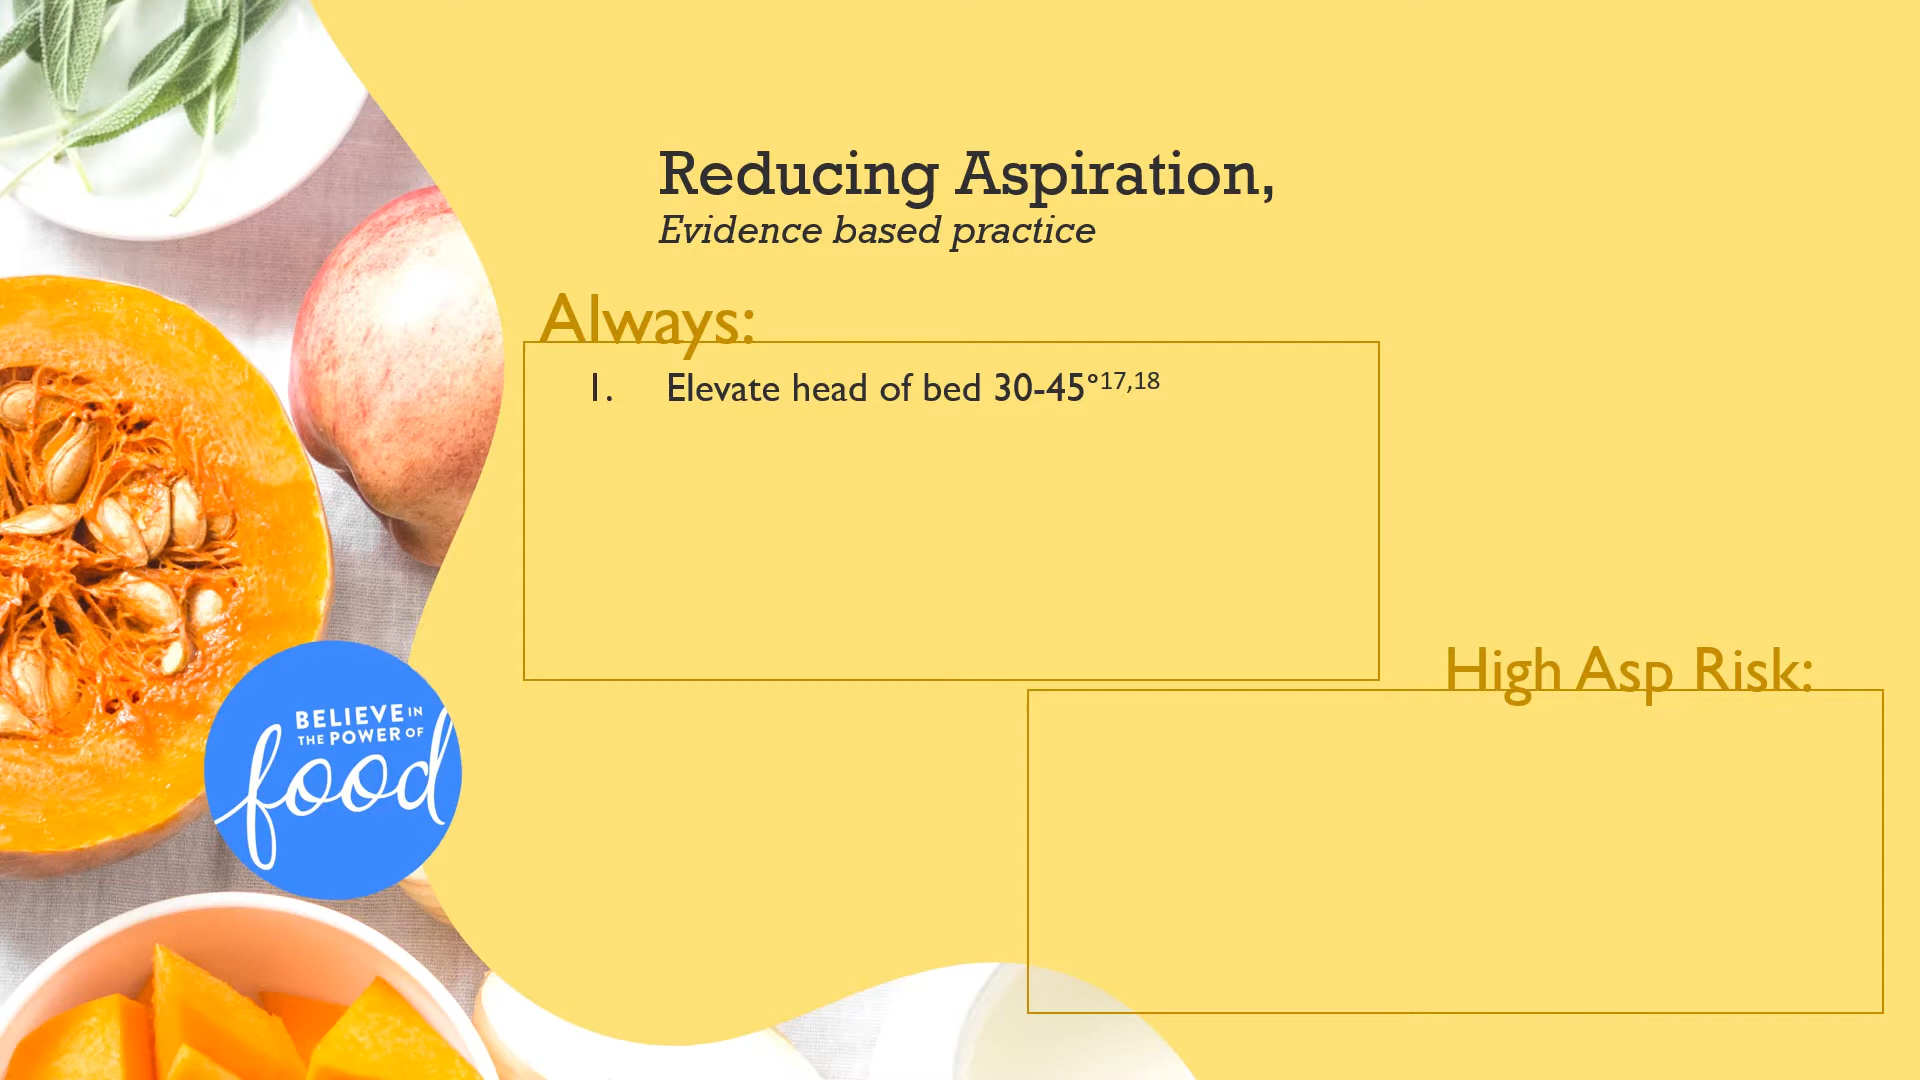 Reducing Aspiration,
Evidence based practice
Always:
1. Elevate head of bed 30-45°17,18
High Asp Risk:
BELIEVE IN
THE POWER OF
food